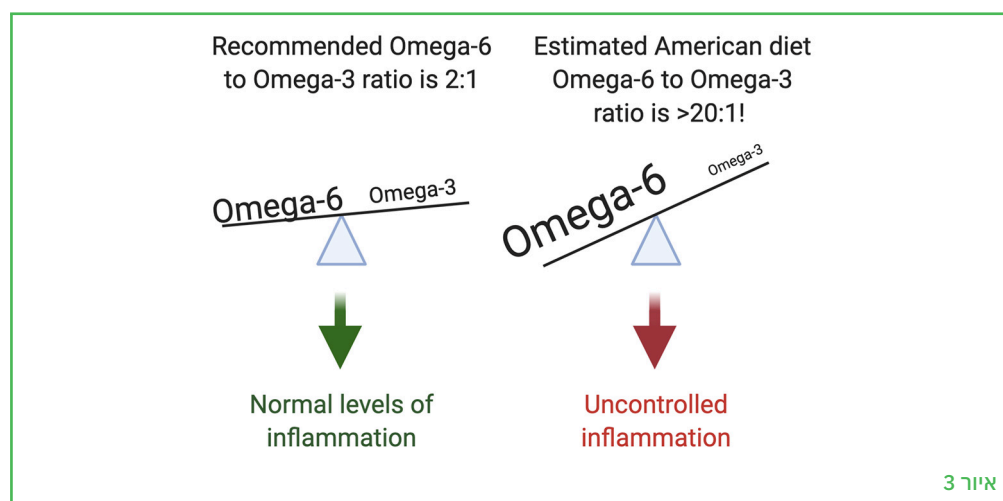 Recommended Omega-6
to Omega-3 ratio is 2:1
Estimated American diet
Omega-6 to Omega-3
ratio is >20:1!
Omega-6
Omega-3
Omega-6
Omega-3
Normal levels of
inflammation
Uncontrolled
inflammation
איור 3